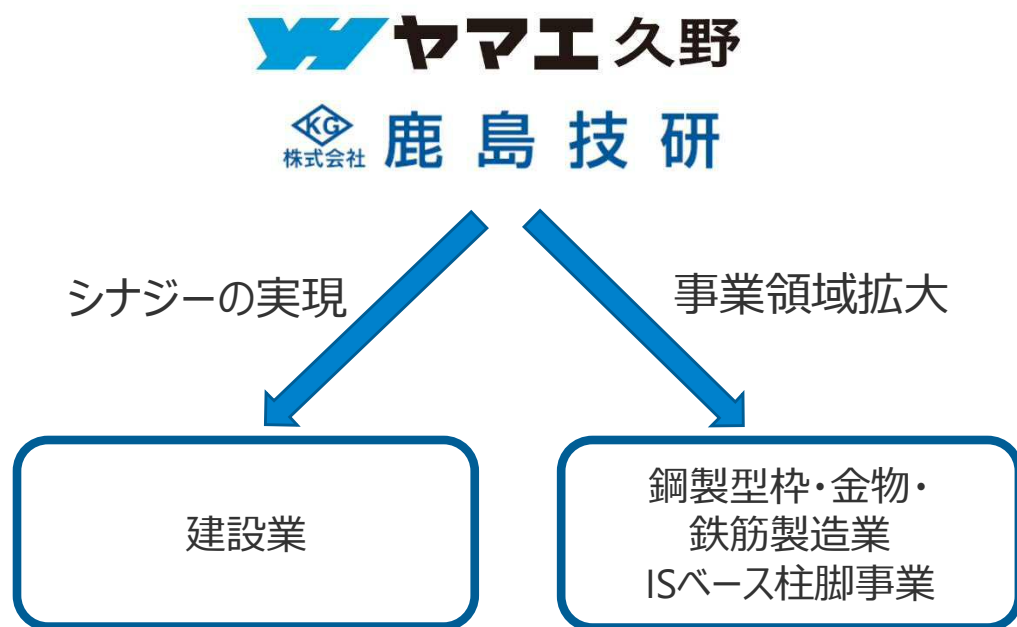 ヤマエ久野
KG
株式会社 鹿島技研
シナジーの実現
事業領域拡大
建設業
鋼製型枠・金物・
鉄筋製造業
ISベース柱脚事業